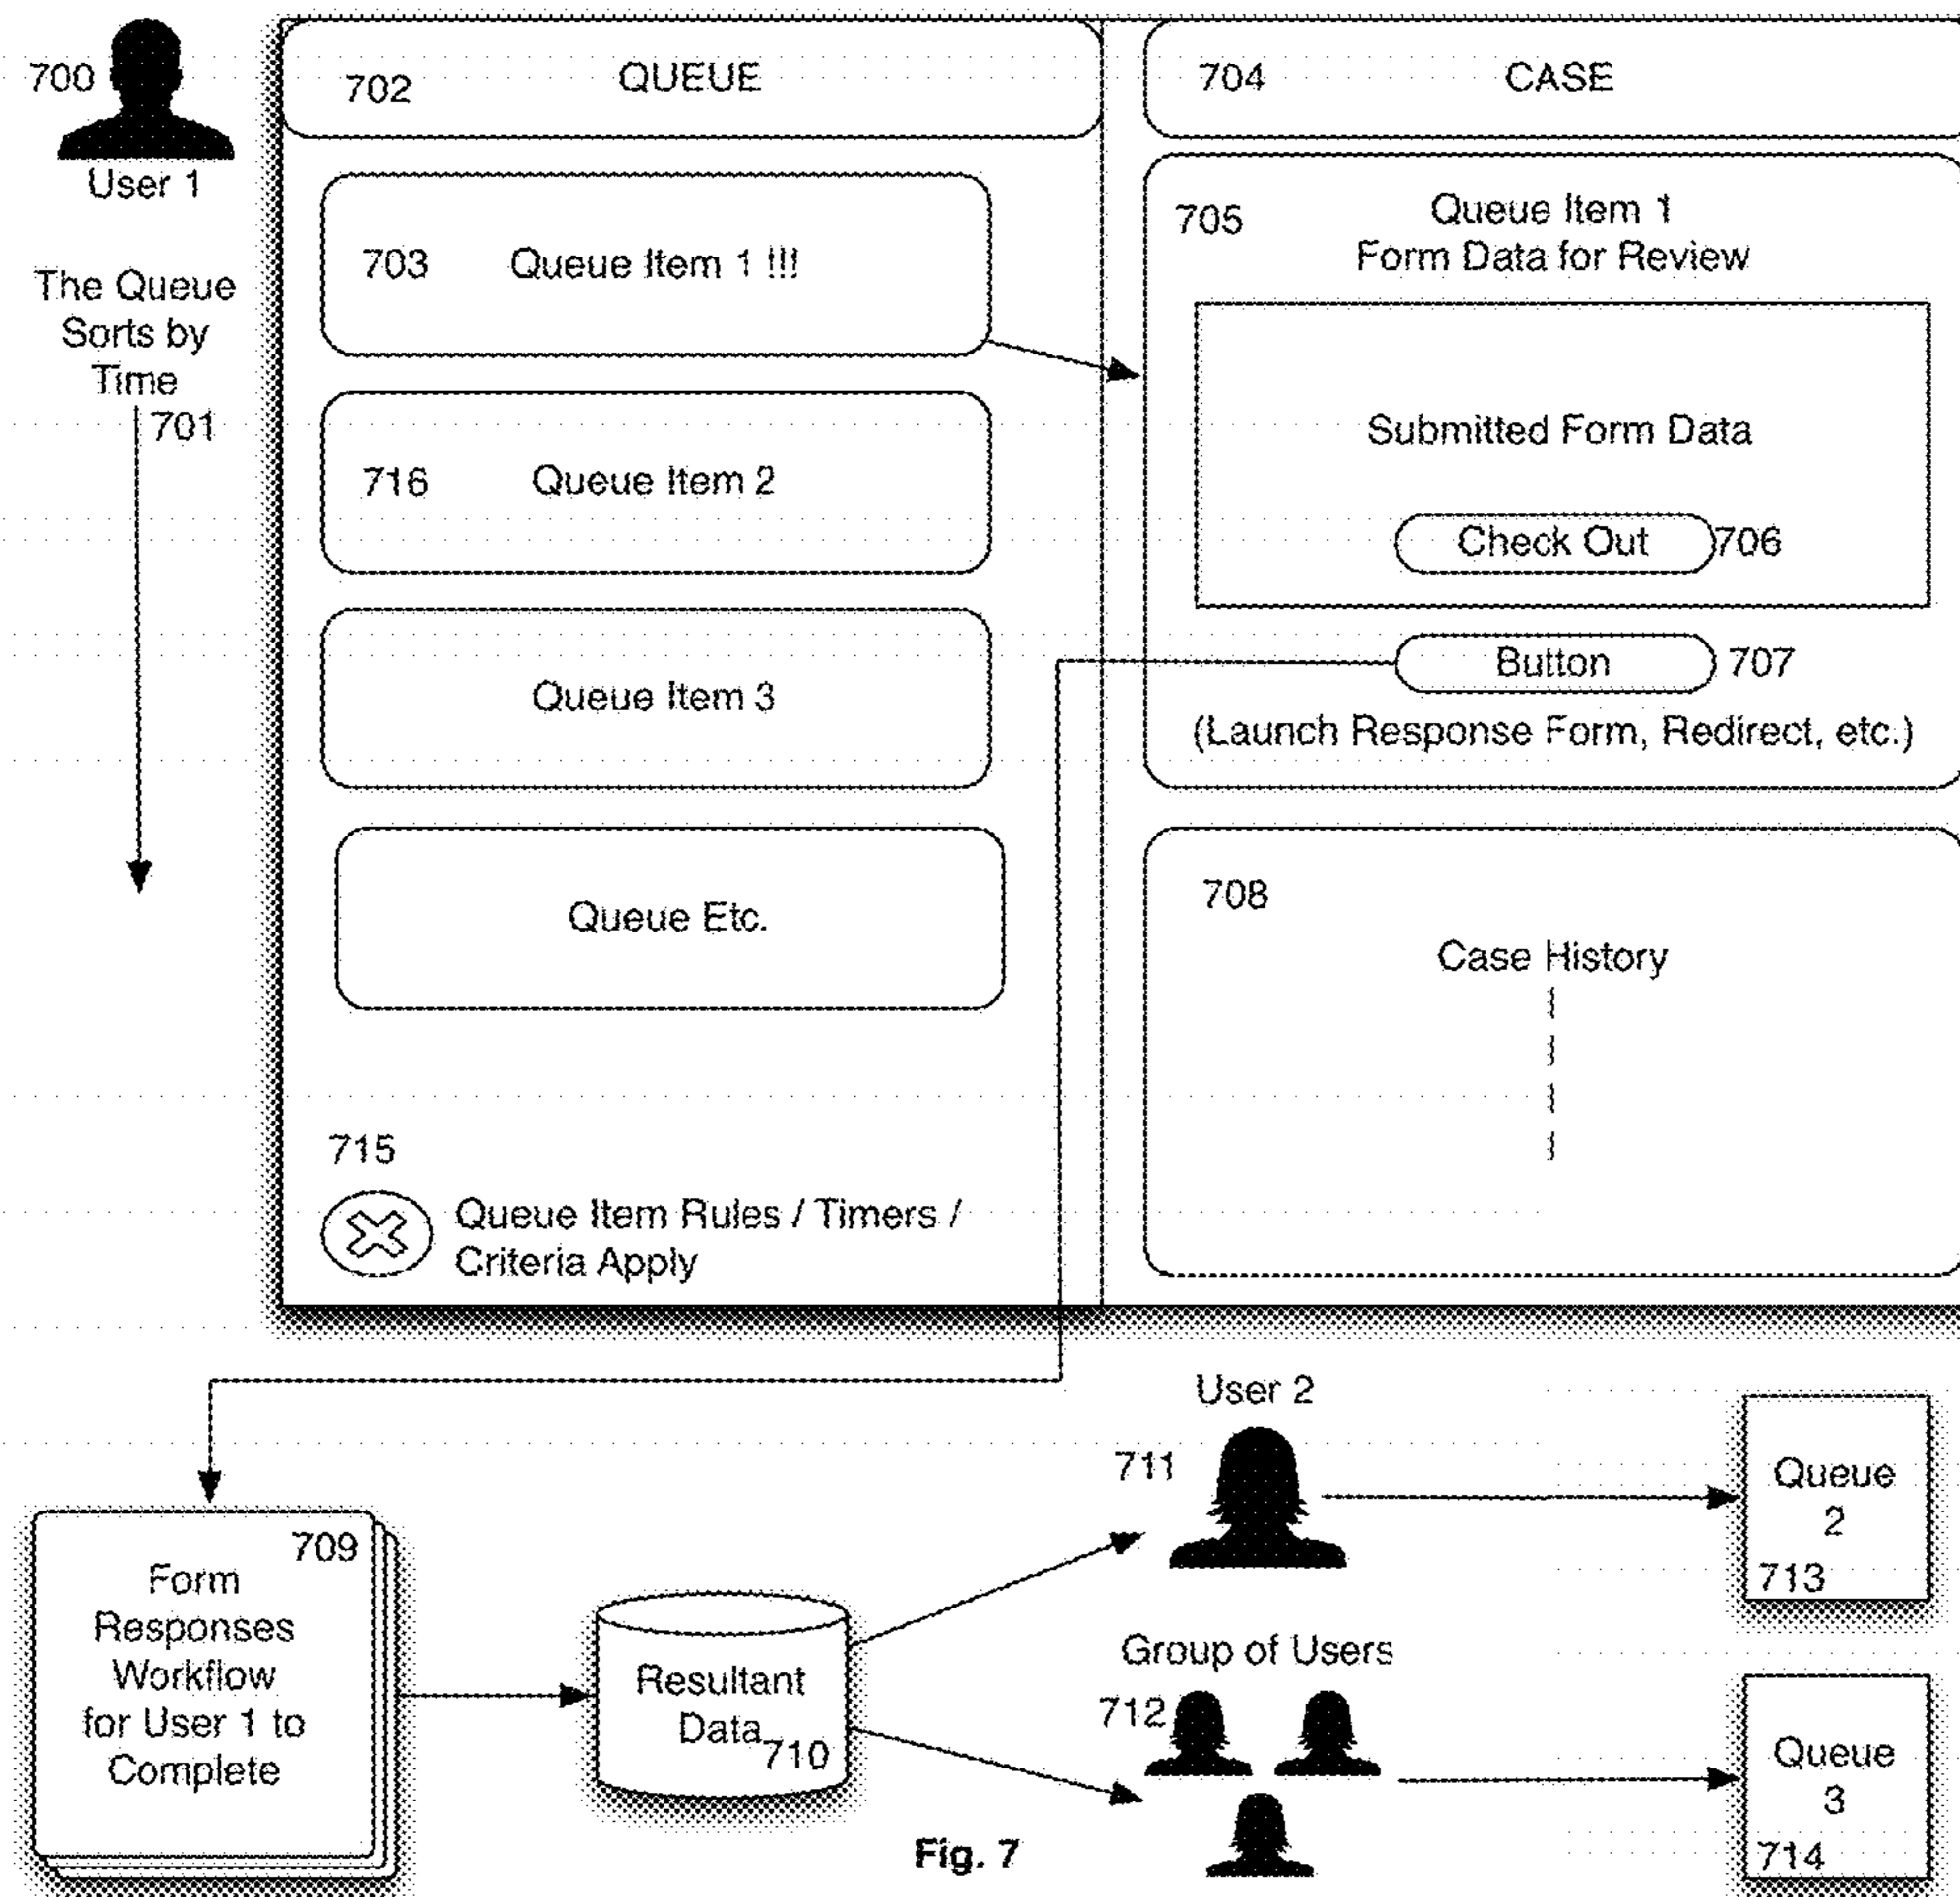 700
User 1
The Queue
Sorts by
Time
701
702 QUEUE
703 Queue Item 1 !!!
716 Queue Item 2
Queue Item 3
Queue Etc.
715
Queue Item Rules / Timers /
Criteria Apply
704 CASE
705 Queue Item 1
Form Data for Review
Submitted Form Data
Check Out 706
Button 707
(Launch Response Form, Redirect, etc.)
708
Case History
709
Form
Responses
Workflow
for User 1 to
Complete
Resultant
Data 710
User 2
711
Group of Users
712
Queue
2
713
Queue
3
714
Fig. 7